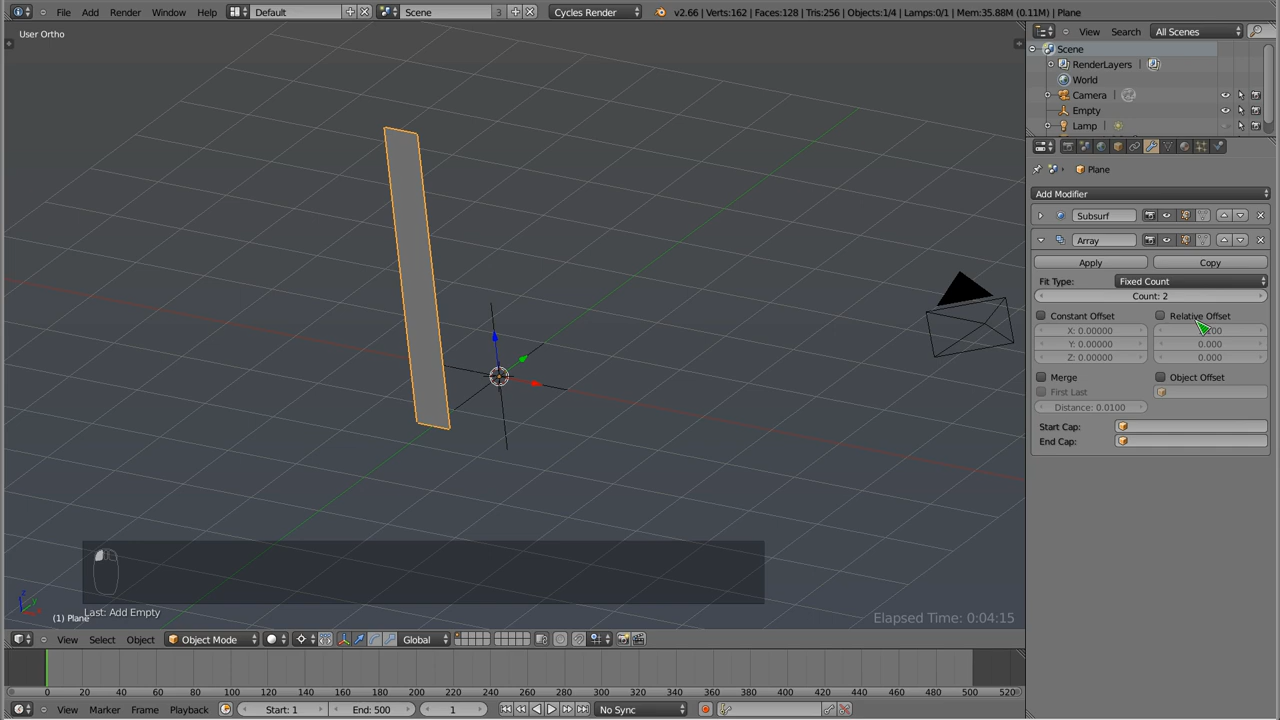 File Add Render Window Help Default Scene 3 Cycles Render v2.66 | Verts:162 | Faces:128 | Tris:256 | Objects:1/4 | Lamps:0/1 | Mem:35.88M (0.11M) | Plane
User Ortho
View Search All Scenes
Scene
RenderLayers
World
Camera
Empty
Lamp
Plane
Add Modifier
Subsurf
Array
Apply Copy
Fit Type: Fixed Count
Count: 2
Constant Offset Relative Offset
X: 0.00000
Y: 0.00000 0.000
Z: 0.00000 0.000
Merge Object Offset
First Last
Distance: 0.0100
Start Cap:
End Cap:
Last: Add Empty
(1) Plane
Elapsed Time: 0:04:15
View Select Object Object Mode Global
0 20 40 60 80 100 120 140 160 180 200 220 240 260 280 300 320 340 360 380 400 420 440 460 480 500 520
View Marker Frame Playback Start: 1 End: 500 1 No Sync